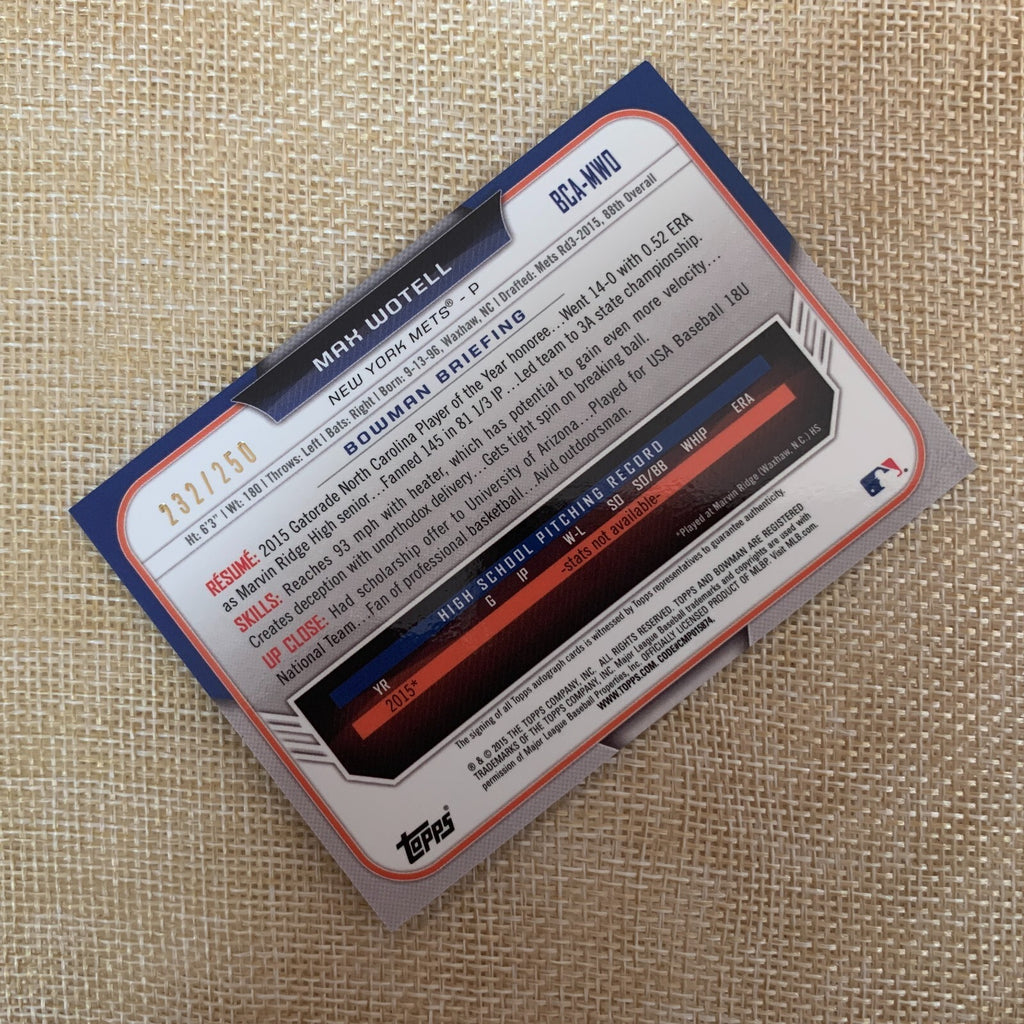 232/250
MAX WOTELL
BCA-MWO
NEW YORK METS® - P
Ht: 6'3" | Wt: 180 | Throws: Left | Bats: Right | Born: 9-13-96, Waxhaw, NC | Drafted: Mets Rd3-2015, 88th Overall
BOWMAN BRIEFING
RÉSUMÉ: 2015 Gatorade North Carolina Player of the Year honoree...Went 14-0 with 0.52 ERA
as Marvin Ridge High senior...Fanned 145 in 81 1/3 IP...Led team to 3A state championship.
SKILLS: Reaches 93 mph with heater, which has potential to gain even more velocity...
Creates deception with unorthodox delivery...Gets tight spin on breaking ball.
UP CLOSE: Had scholarship offer to University of Arizona...Played for USA Baseball 18U
National Team...Fan of professional basketball...Avid outdoorsman.
HIGH SCHOOL PITCHING RECORD
YR G IP W-L SO SO/BB WHIP ERA
2015* -stats not available-
*Played at Marvin Ridge (Waxhaw, N.C.) HS
The signing of all Topps autograph cards is witnessed by Topps representatives to guarantee authenticity.
® & © 2015 THE TOPPS COMPANY, INC. ALL RIGHTS RESERVED. TOPPS AND BOWMAN ARE REGISTERED
TRADEMARKS OF THE TOPPS COMPANY, INC. Major League Baseball trademarks and copyrights are used with
permission of Major League Baseball Properties, Inc. OFFICIALLY LICENSED PRODUCT OF MLBP. Visit MLB.com.
WWW.TOPPS.COM. CODE#CMP015874.
topps®